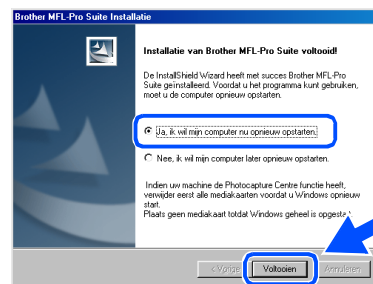 Brother MFL-Pro Suite Installatie
Installatie van Brother MFL-Pro Suite voltooid!
De InstallShield Wizard heeft met succes Brother MFL-Pro
Suite geïnstalleerd. Voordat u het programma kunt gebruiken,
moet u de computer opnieuw opstarten.
Ja, ik wil mijn computer nu opnieuw opstarten.
Nee, ik wil mijn computer later opnieuw opstarten.
Indien uw machine de Photocapture Centre functie heeft,
verwijder eerst alle mediakaarten voordat u Windows opnieuw
start.
Plaats geen mediakaart totdat Windows geheel is opgestart.
< Vorige
Voltooien
Annuleren